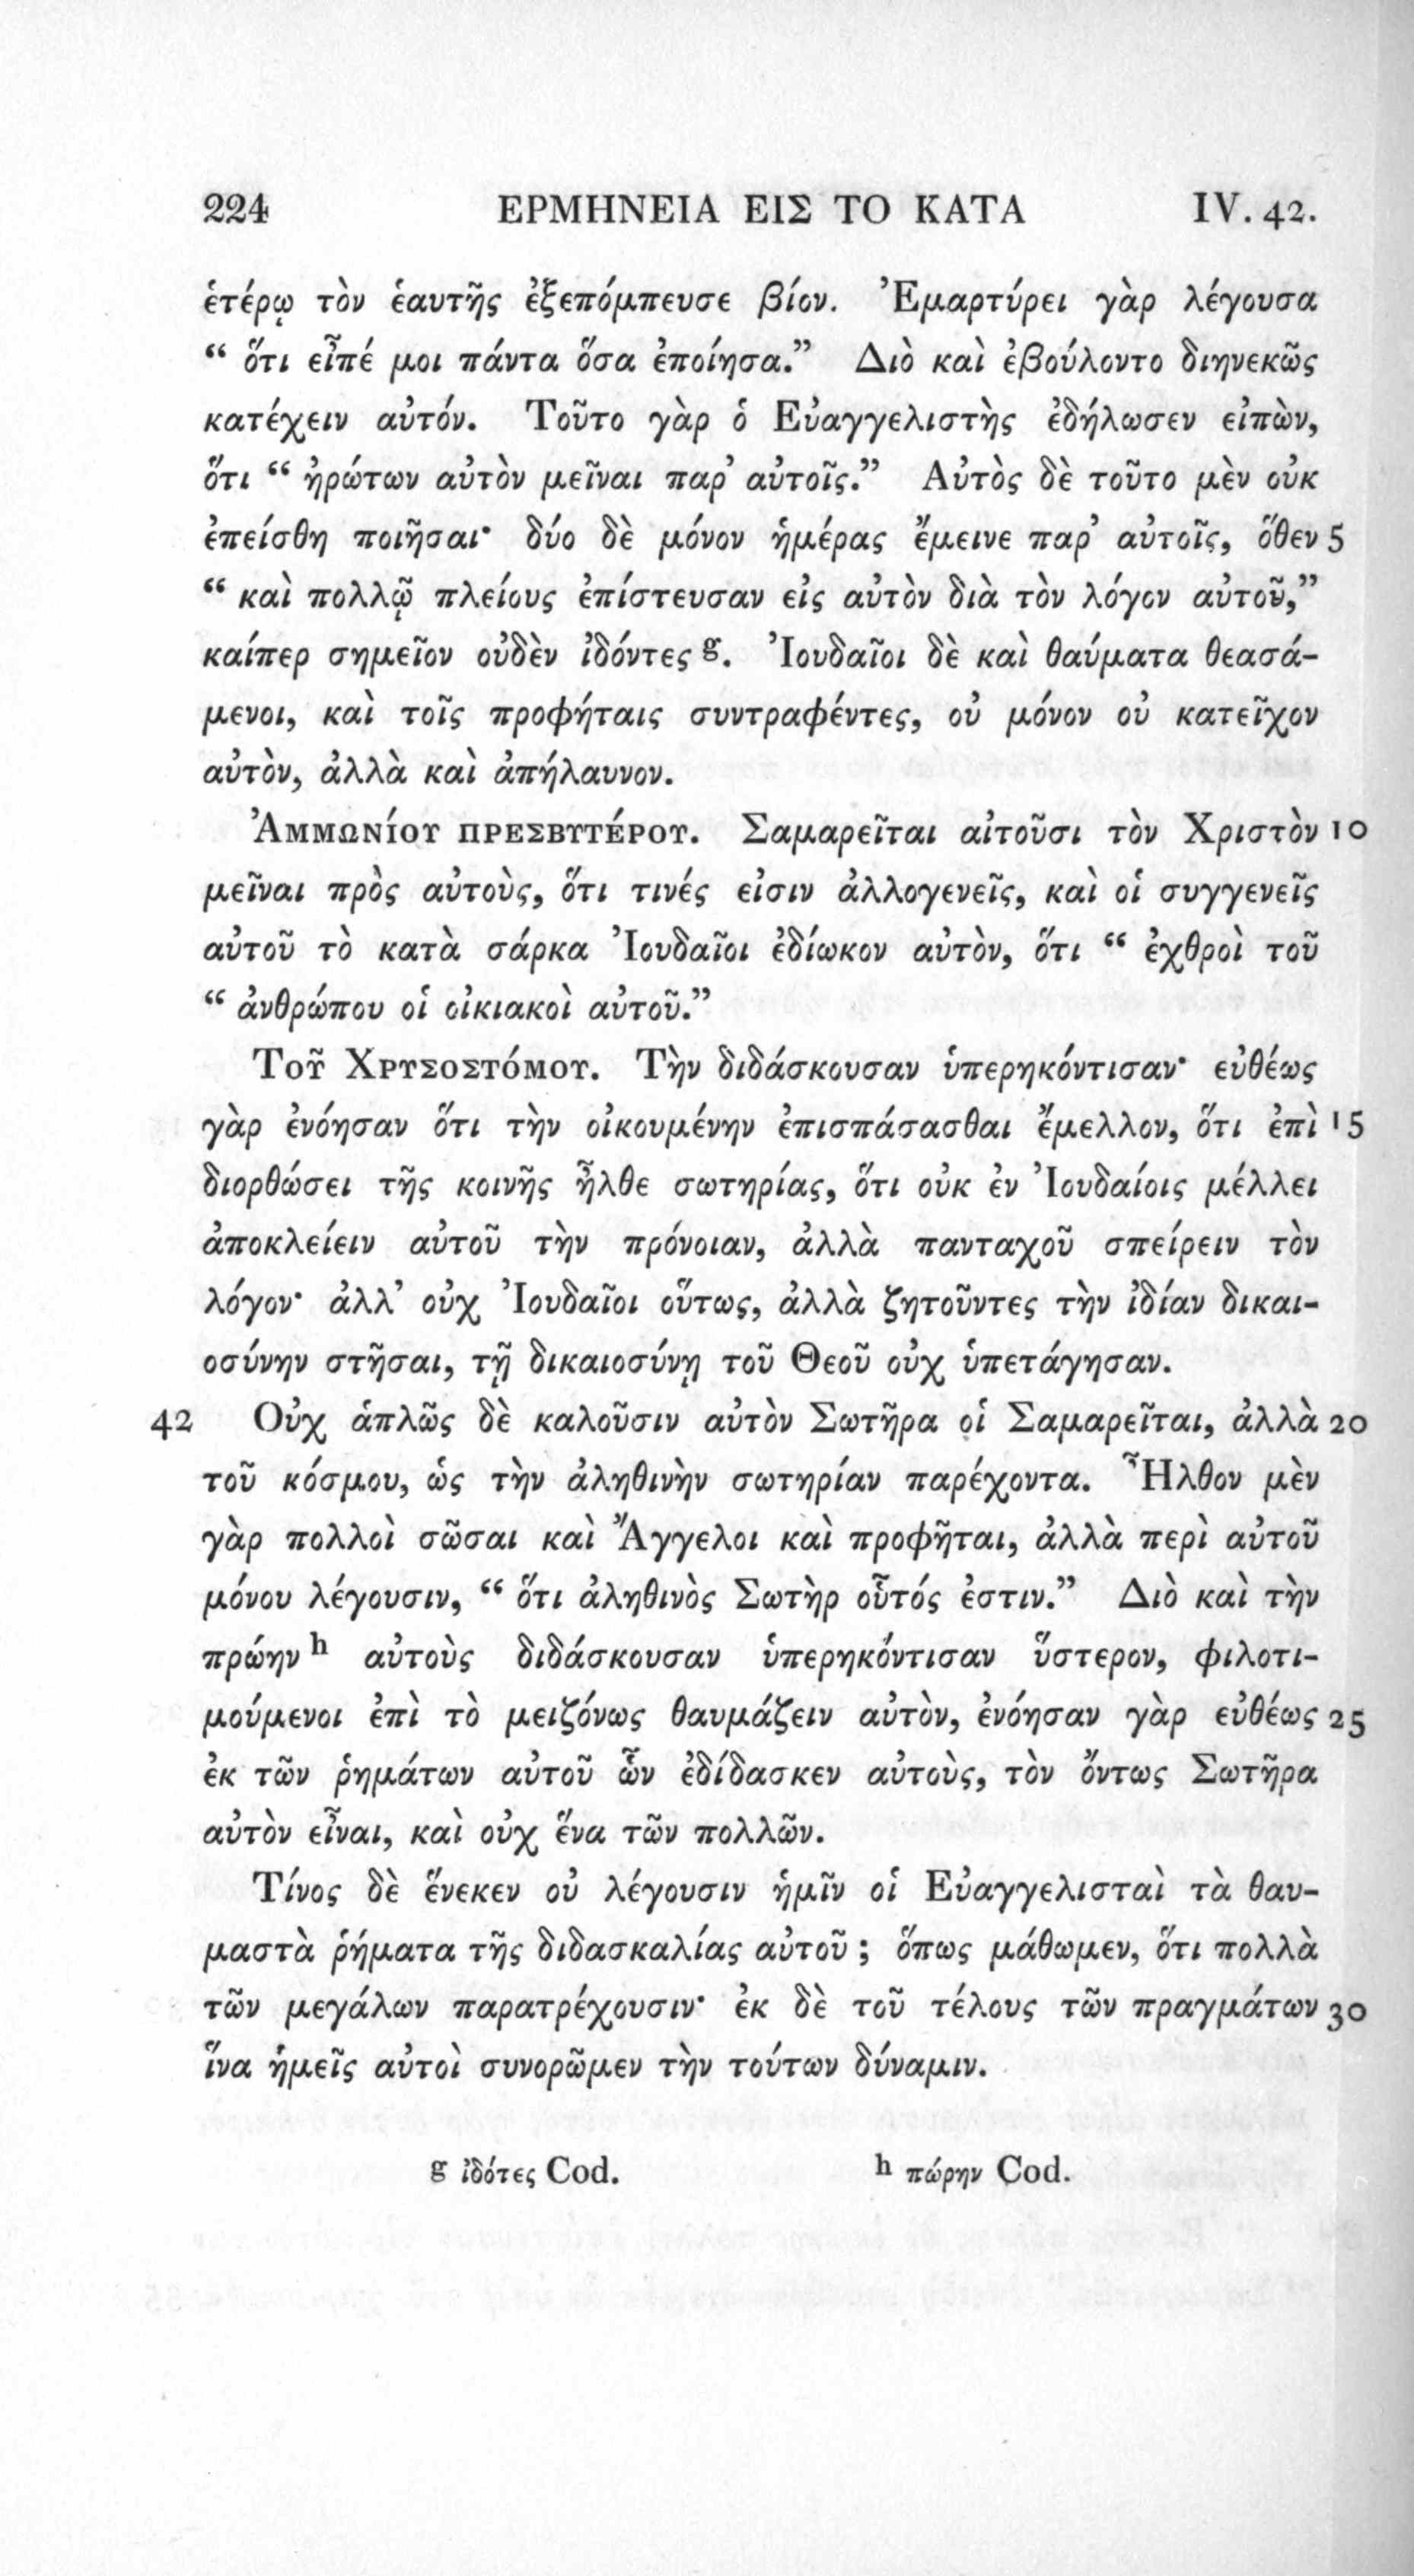 224 ΕΡΜΗΝΕΙΑ ΕΙΣ ΤΟ ΚΑΤΑ IV. 42.
ἑτέρῳ τὸν ἑαυτῆς ἐξεπόμπευσε βίον. Ἐμαρτύρει γὰρ λέγουσα
“ ὅτι εἶπέ μοι πάντα ὅσα ἐποίησα.” Διὸ καὶ ἐβούλοντο διηνεκῶς
κατέχειν αὐτόν. Τοῦτο γὰρ ὁ Εὐαγγελιστὴς ἐδήλωσεν εἰπὼν,
ὅτι “ ἠρώτων αὐτὸν μεῖναι παρ’ αὐτοῖς.” Αὐτὸς δὲ τοῦτο μὲν οὐκ
ἐπείσθη ποιῆσαι· δύο δὲ μόνον ἡμέρας ἔμεινε παρ’ αὐτοῖς, ὅθεν 5
“ καὶ πολλῷ πλείους ἐπίστευσαν εἰς αὐτὸν διὰ τὸν λόγον αὐτοῦ,”
καίπερ σημεῖον οὐδὲν ἰδόντες g. Ἰουδαῖοι δὲ καὶ θαύματα θεασά-
μενοι, καὶ τοῖς προφήταις συντραφέντες, οὐ μόνον οὐ κατεῖχον
αὐτὸν, ἀλλὰ καὶ ἀπήλαυνον.
Ἀμμωνίου πρεσβυτέρου. Σαμαρεῖται αἰτοῦσι τὸν Χριστὸν 10
μεῖναι πρὸς αὐτοὺς, ὅτι τινές εἰσιν ἀλλογενεῖς, καὶ οἱ συγγενεῖς
αὐτοῦ τὸ κατὰ σάρκα Ἰουδαῖοι ἐδίωκον αὐτὸν, ὅτι “ ἐχθροὶ τοῦ
“ ἀνθρώπου οἱ οἰκιακοὶ αὐτοῦ.”
Τοῦ Χρυσοστόμου. Τὴν διδάσκουσαν ὑπερηκόντισαν· εὐθέως
γὰρ ἐνόησαν ὅτι τὴν οἰκουμένην ἐπισπάσασθαι ἔμελλον, ὅτι ἐπὶ 15
διορθώσει τῆς κοινῆς ἦλθε σωτηρίας, ὅτι οὐκ ἐν Ἰουδαίοις μέλλει
ἀποκλείειν αὐτοῦ τὴν πρόνοιαν, ἀλλὰ πανταχοῦ σπείρειν τὸν
λόγον· ἀλλ’ οὐχ Ἰουδαῖοι οὕτως, ἀλλὰ ζητοῦντες τὴν ἰδίαν δικαι-
οσύνην στῆσαι, τῇ δικαιοσύνῃ τοῦ Θεοῦ οὐχ ὑπετάγησαν.
42 Οὐχ ἁπλῶς δὲ καλοῦσιν αὐτὸν Σωτῆρα οἱ Σαμαρεῖται, ἀλλὰ 20
τοῦ κόσμου, ὡς τὴν ἀληθινὴν σωτηρίαν παρέχοντα. Ἦλθον μὲν
γὰρ πολλοὶ σῶσαι καὶ Ἄγγελοι καὶ προφῆται, ἀλλὰ περὶ αὐτοῦ
μόνου λέγουσιν, “ ὅτι ἀληθινὸς Σωτὴρ οὗτός ἐστιν.” Διὸ καὶ τὴν
πρώην h αὐτοὺς διδάσκουσαν ὑπερηκόντισαν ὕστερον, φιλοτι-
μούμενοι ἐπὶ τὸ μειζόνως θαυμάζειν αὐτὸν, ἐνόησαν γὰρ εὐθέως 25
ἐκ τῶν ῥημάτων αὐτοῦ ὧν ἐδίδασκεν αὐτοὺς, τὸν ὄντως Σωτῆρα
αὐτὸν εἶναι, καὶ οὐχ ἕνα τῶν πολλῶν.
Τίνος δὲ ἕνεκεν οὐ λέγουσιν ἡμῖν οἱ Εὐαγγελισταὶ τὰ θαυ-
μαστὰ ῥήματα τῆς διδασκαλίας αὐτοῦ ; ὅπως μάθωμεν, ὅτι πολλὰ
τῶν μεγάλων παρατρέχουσιν· ἐκ δὲ τοῦ τέλους τῶν πραγμάτων 30
ἵνα ἡμεῖς αὐτοὶ συνορῶμεν τὴν τούτων δύναμιν.
g ἰδότες Cod. h πώρην Cod.